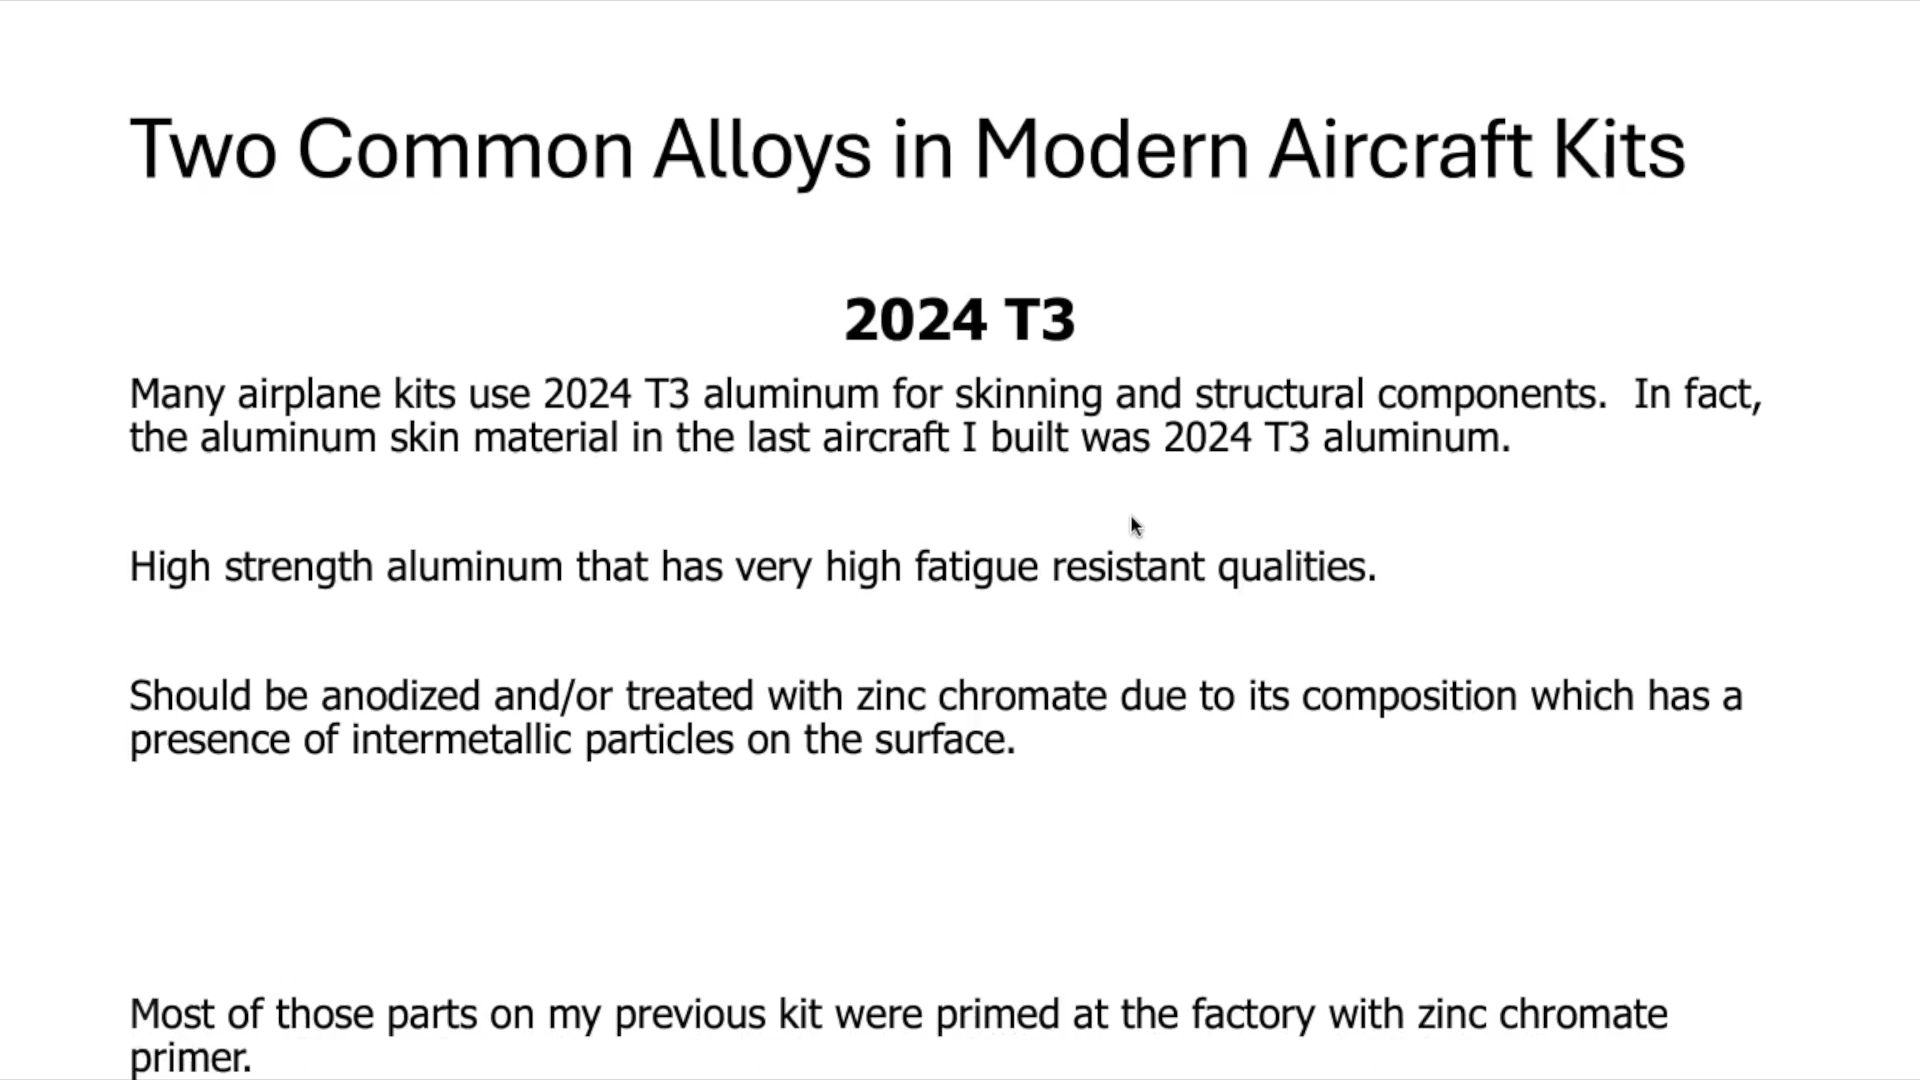 Two Common Alloys in Modern Aircraft Kits
2024 T3
Many airplane kits use 2024 T3 aluminum for skinning and structural components.  In fact,
the aluminum skin material in the last aircraft I built was 2024 T3 aluminum.
High strength aluminum that has very high fatigue resistant qualities.
Should be anodized and/or treated with zinc chromate due to its composition which has a
presence of intermetallic particles on the surface.
Most of those parts on my previous kit were primed at the factory with zinc chromate
primer.